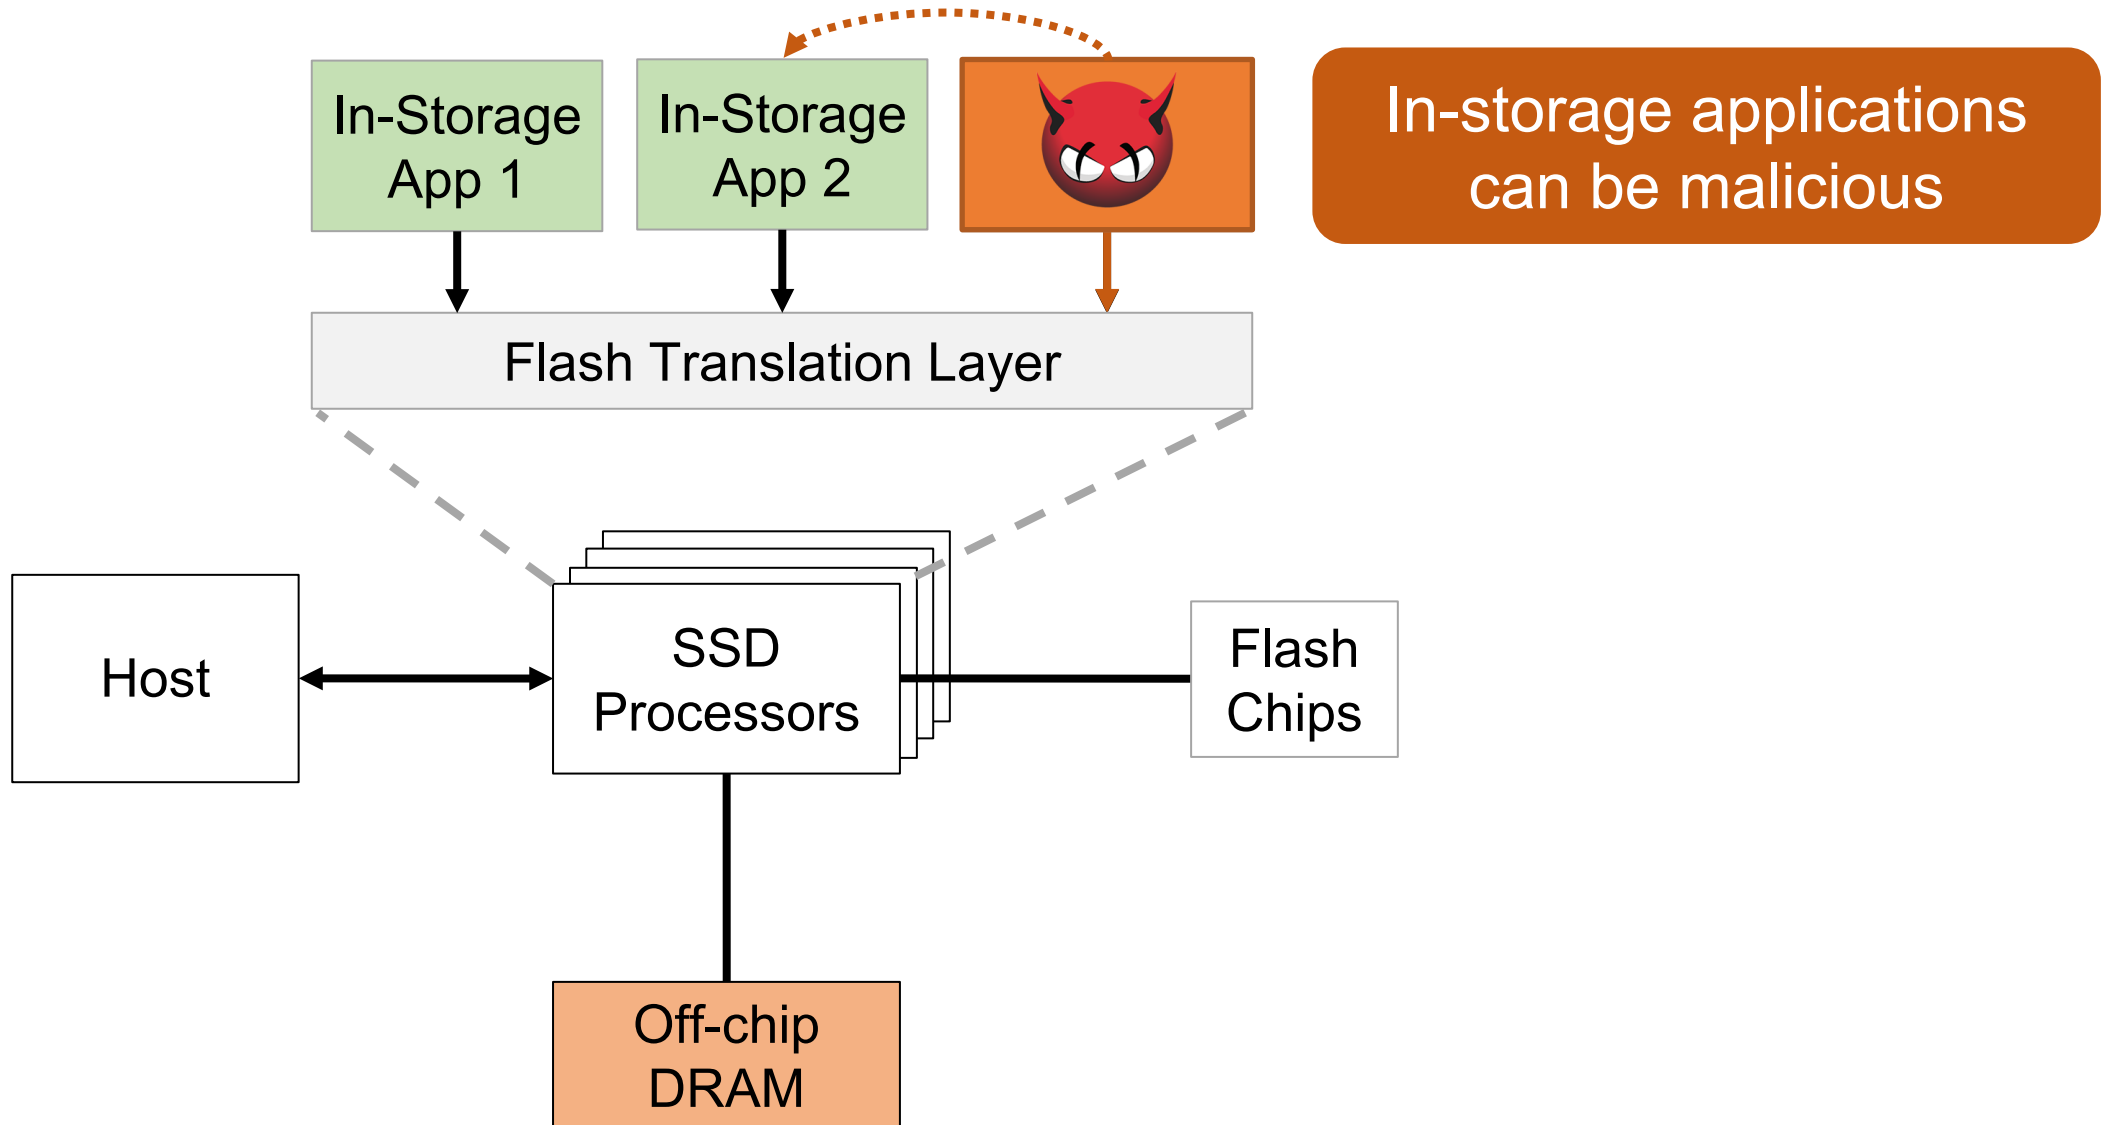 In-Storage
App 1
In-Storage
App 2
In-storage applications
can be malicious
Flash Translation Layer
Host
SSD
Processors
Flash
Chips
Off-chip
DRAM